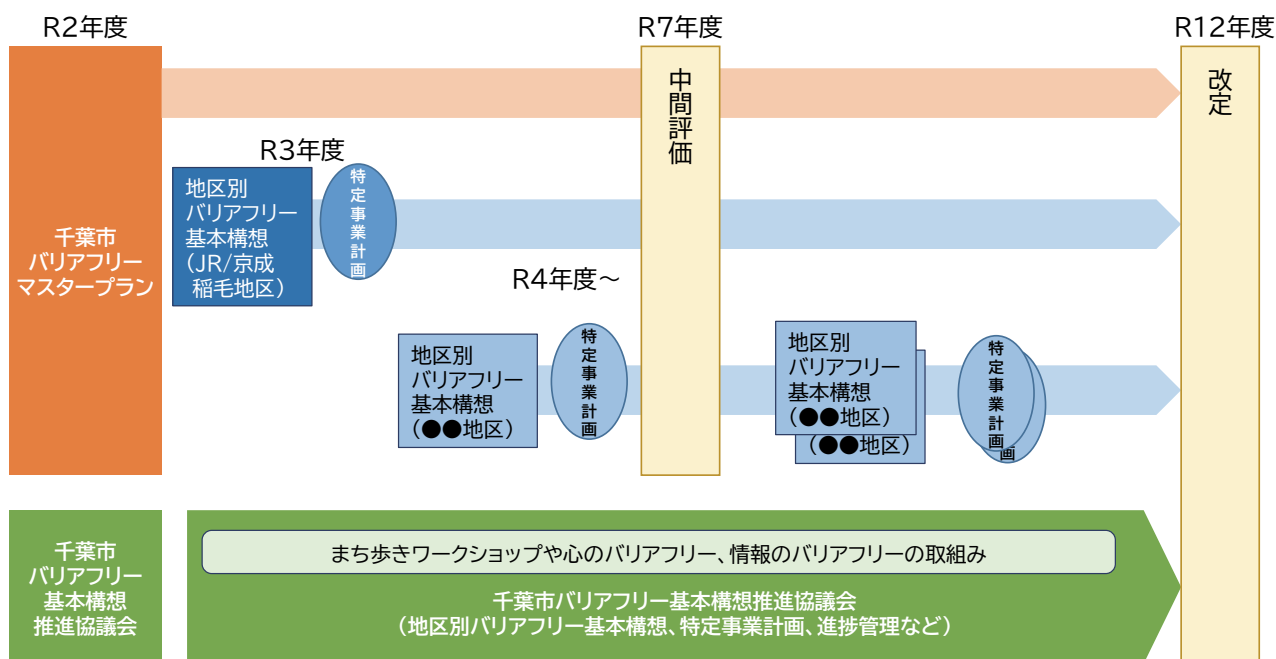 R2年度
R7年度
R12年度
千葉市
バリアフリー
マスタープラン
中間評価
改定
R3年度
地区別
バリアフリー
基本構想
（JR/京成
稲毛地区）
特定事業計画
R4年度～
地区別
バリアフリー
基本構想
（●●地区）
特定事業計画
地区別
バリアフリー
基本構想
（●●地区）
（●●地区）
特定事業計画
画
千葉市
バリアフリー
基本構想
推進協議会
まち歩きワークショップや心のバリアフリー、情報のバリアフリーの取組み
千葉市バリアフリー基本構想推進協議会
（地区別バリアフリー基本構想、特定事業計画、進捗管理など）